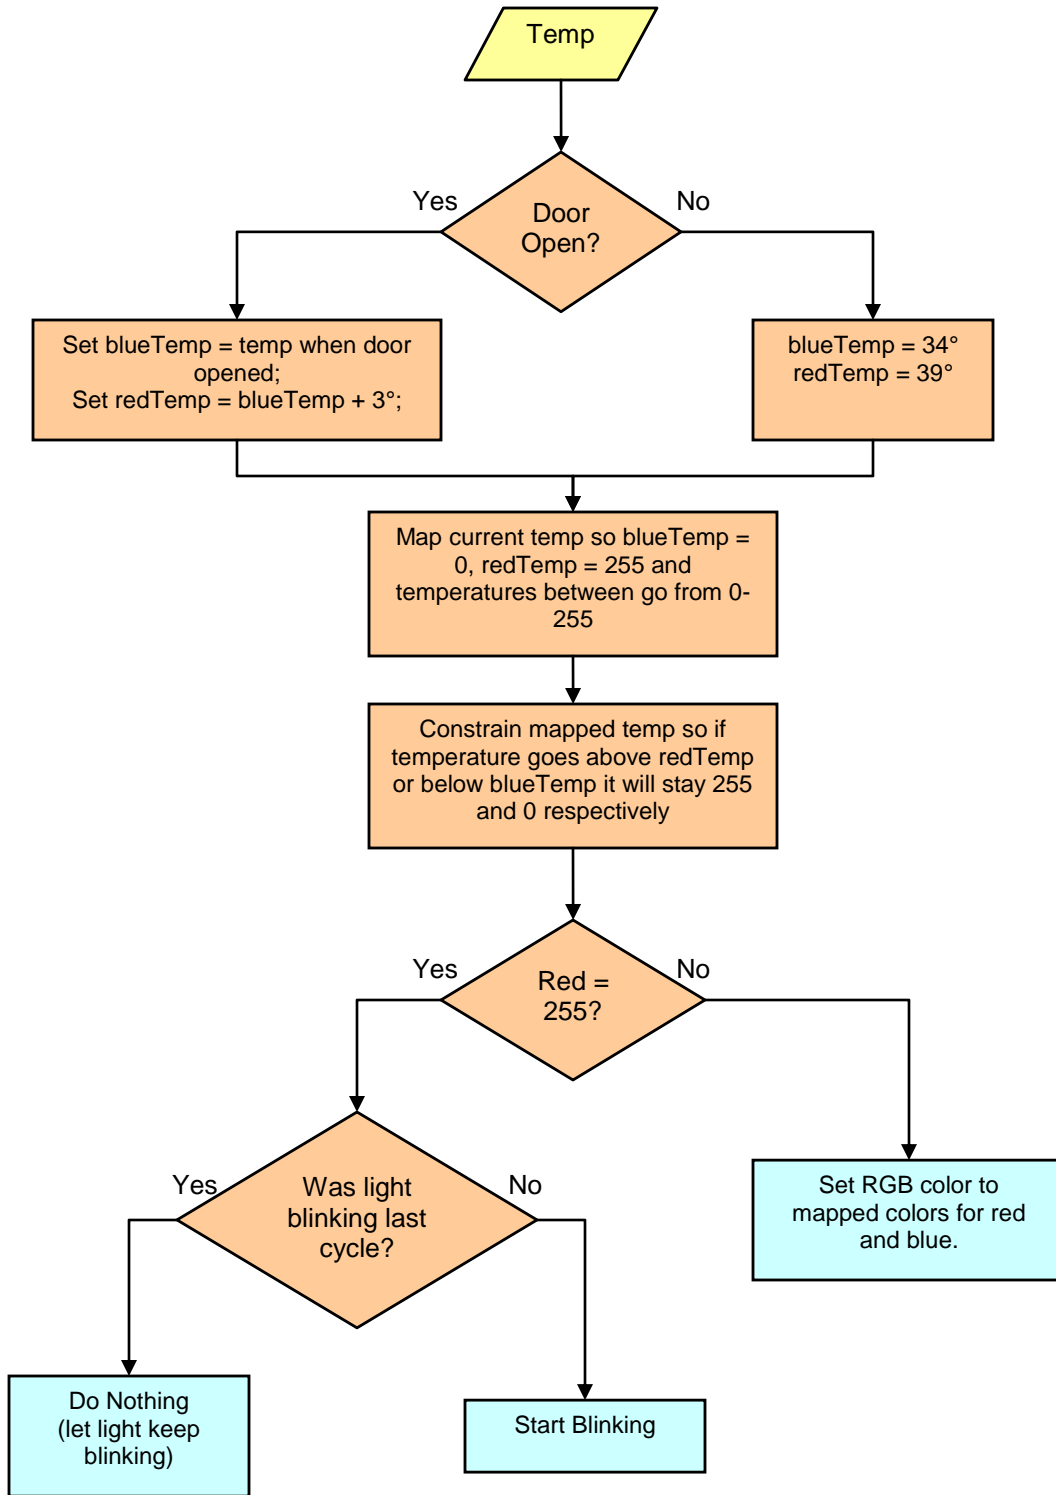 Temp
Yes
No
Door
Open?
Set blueTemp = temp when door
opened;
Set redTemp = blueTemp + 3°;
blueTemp = 34°
redTemp = 39°
Map current temp so blueTemp =
0, redTemp = 255 and
temperatures between go from 0-
255
Constrain mapped temp so if
temperature goes above redTemp
or below blueTemp it will stay 255
and 0 respectively
Yes
No
Red =
255?
Yes
No
Was light
blinking last
cycle?
Set RGB color to
mapped colors for red
and blue.
Do Nothing
(let light keep
blinking)
Start Blinking